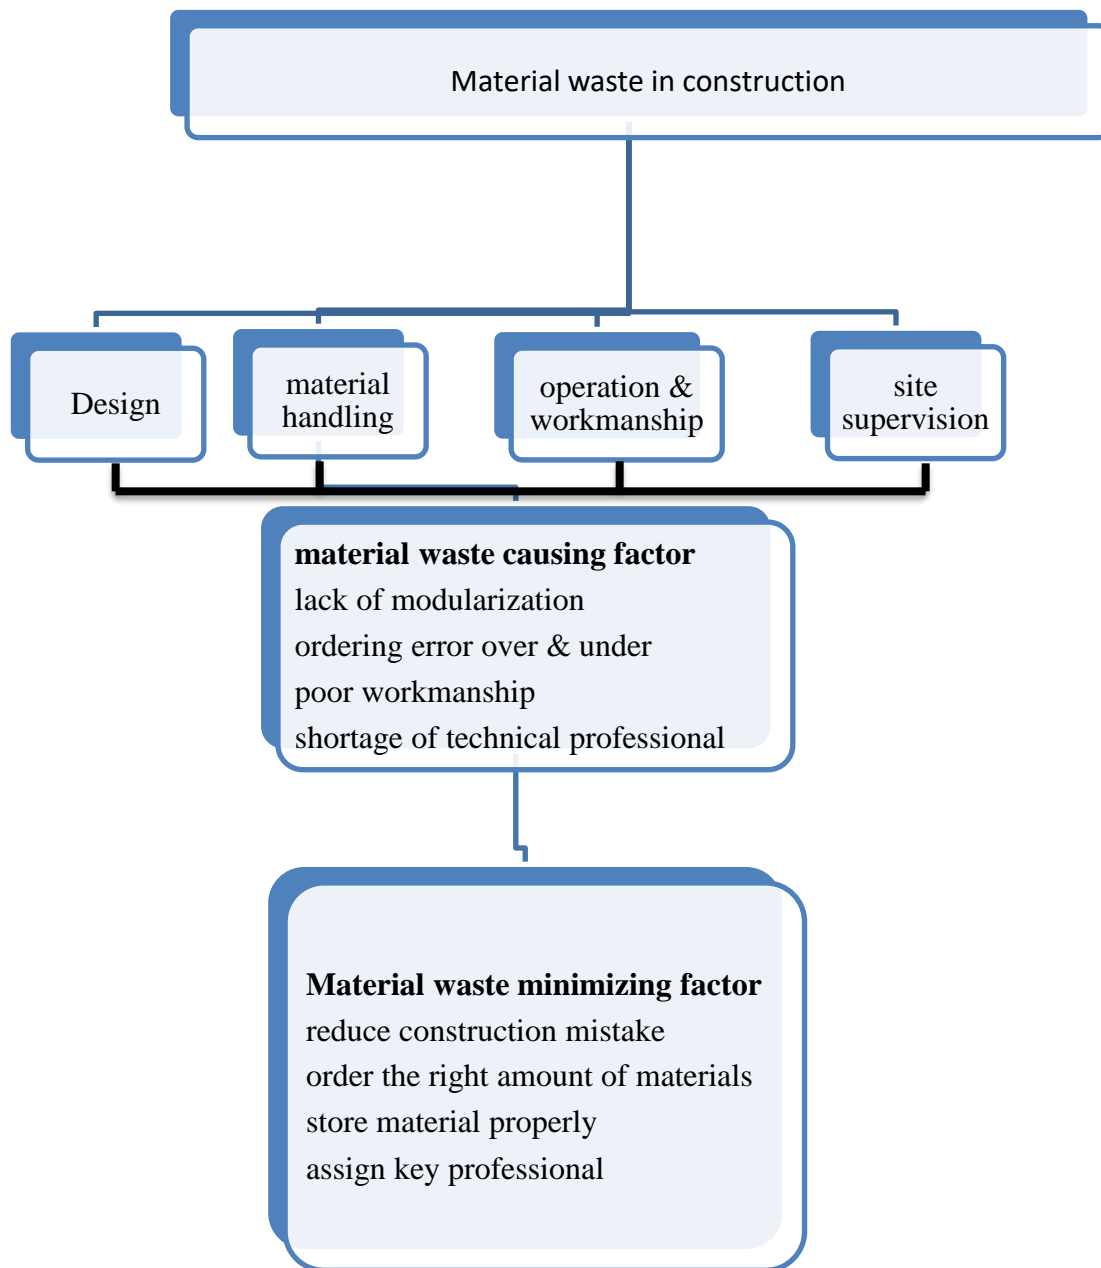 Material waste in construction
Design
material
handling
operation &
workmanship
site
supervision
material waste causing factor
lack of modularization
ordering error over & under
poor workmanship
shortage of technical professional
Material waste minimizing factor
reduce construction mistake
order the right amount of materials
store material properly
assign key professional